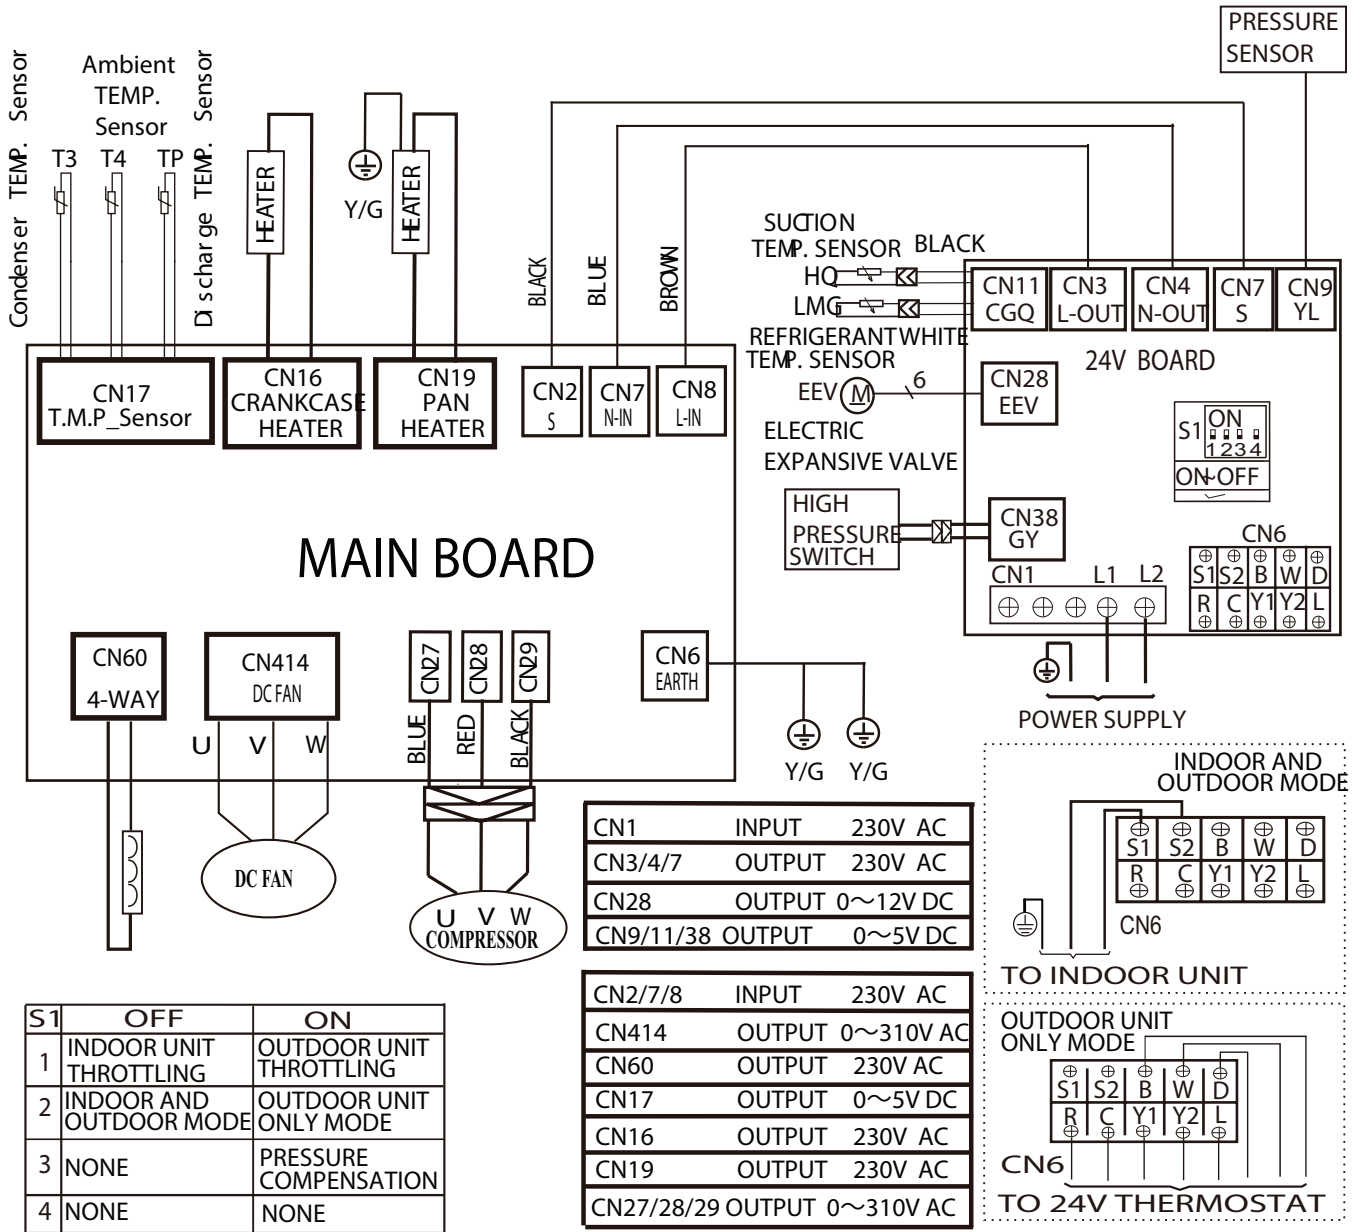 PRESSURE
SENSOR
Condenser TEMP. Sensor
Ambient
TEMP.
Sensor
Discharge TEMP. Sensor
T3
T4
TP
HEATER
Y/G
HEATER
BLACK
BLUE
BROWN
SUCTION
TEMP. SENSOR
BLACK
HQ
LMG
REFRIGERANT WHITE
TEMP. SENSOR
EEV
M
6
ELECTRIC
EXPANSIVE VALVE
HIGH
PRESSURE
SWITCH
CN11
CGQ
CN3
L-OUT
CN4
N-OUT
CN7
S
CN9
YL
24V BOARD
CN28
EEV
S1
ON
1234
ON OFF
CN38
GY
CN6
S1 S2 B W D
R C Y1 Y2 L
CN1
L1
L2
POWER SUPPLY
CN17
T.M.P_Sensor
CN16
CRANKCASE
HEATER
CN19
PAN
HEATER
CN2
S
CN7
N-IN
CN8
L-IN
MAIN BOARD
CN60
4-WAY
CN414
DC FAN
CN27
CN28
CN29
CN6
EARTH
U
V
W
BLUE
RED
BLACK
Y/G
Y/G
DC FAN
U V W
COMPRESSOR
INDOOR AND
OUTDOOR MODE
S1 S2 B W D
R C Y1 Y2 L
CN6
TO INDOOR UNIT
CN1 INPUT 230V AC
CN3/4/7 OUTPUT 230V AC
CN28 OUTPUT 0～12V DC
CN9/11/38 OUTPUT 0～5V DC
CN2/7/8 INPUT 230V AC
CN414 OUTPUT 0～310V AC
CN60 OUTPUT 230V AC
CN17 OUTPUT 0～5V DC
CN16 OUTPUT 230V AC
CN19 OUTPUT 230V AC
CN27/28/29 OUTPUT 0～310V AC
OUTDOOR UNIT
ONLY MODE
S1 S2 B W D
R C Y1 Y2 L
CN6
TO 24V THERMOSTAT
S1 OFF ON
1 INDOOR UNIT THROTTLING OUTDOOR UNIT THROTTLING
2 INDOOR AND OUTDOOR MODE OUTDOOR UNIT ONLY MODE
3 NONE PRESSURE COMPENSATION
4 NONE NONE